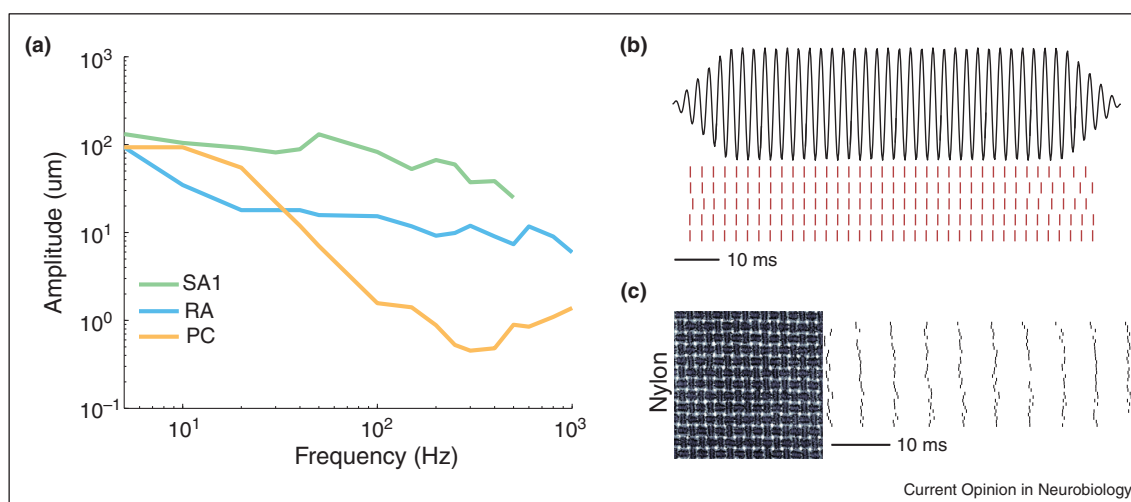 (a)
10³
10²
10¹
10⁰
10⁻¹
Amplitude (um)
SA1
RA
PC
10¹
10²
10³
Frequency (Hz)
(b)
10 ms
(c)
Nylon
10 ms
Current Opinion in Neurobiology